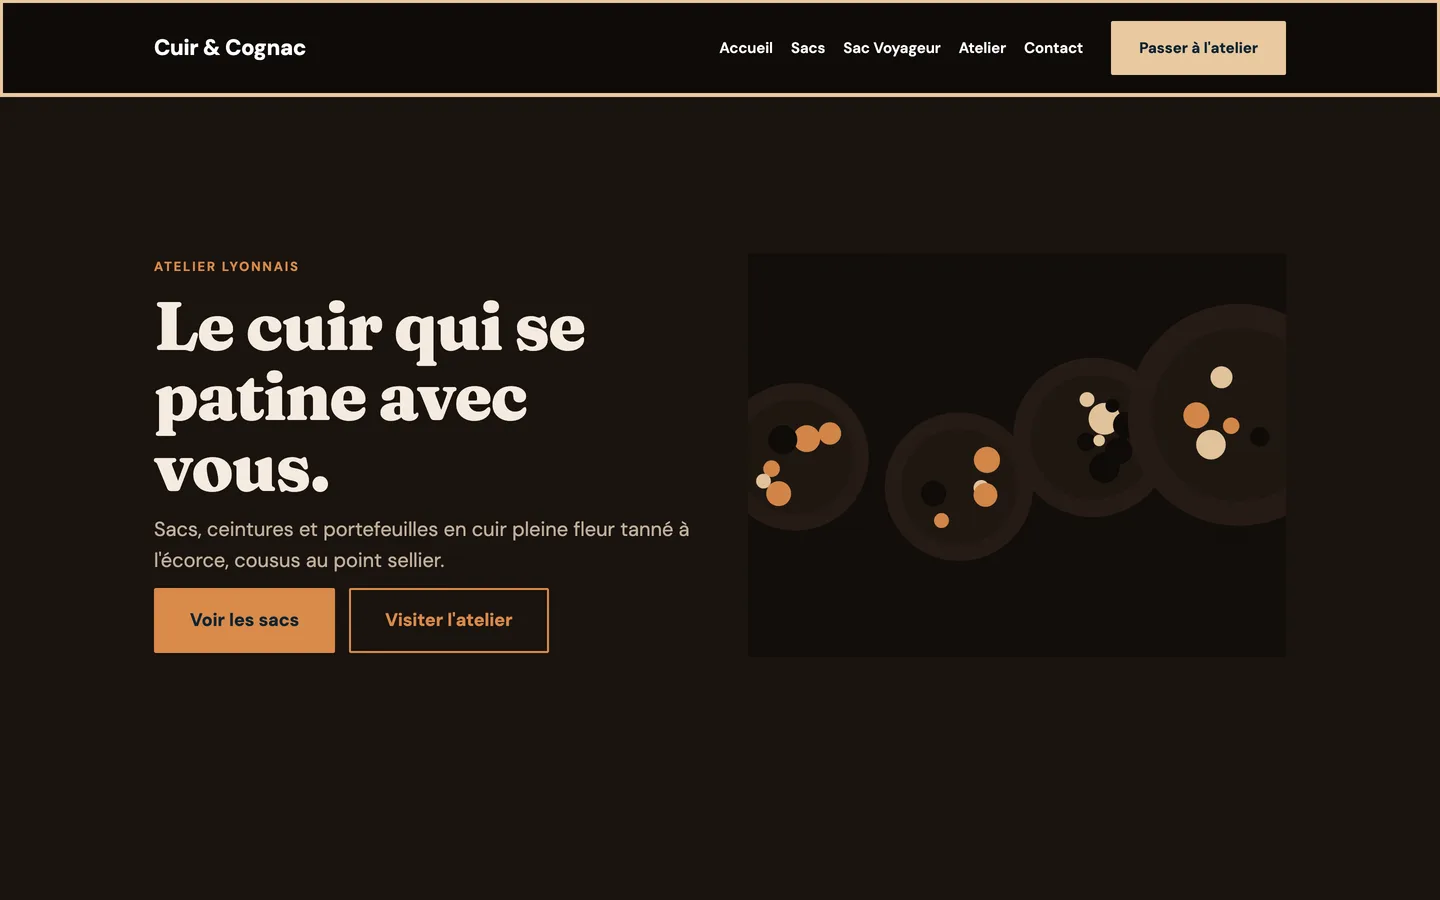 Cuir & Cognac
Accueil Sacs Sac Voyageur Atelier Contact Passer à l'atelier
ATELIER LYONNAIS
Le cuir qui se
patine avec
vous.
Sacs, ceintures et portefeuilles en cuir pleine fleur tanné à
l'écorce, cousus au point sellier.
Voir les sacs Visiter l'atelier